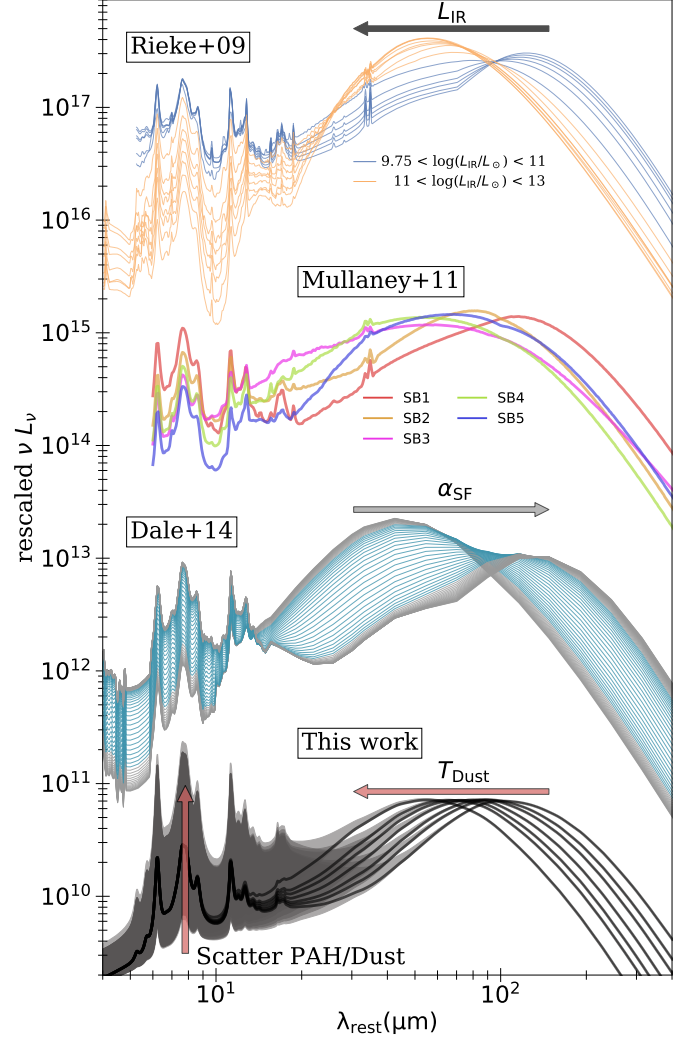 L_IR
Rieke+09
10^17
9.75 < log(L_IR/L_⊙) < 11
11 < log(L_IR/L_⊙) < 13
10^16
Mullaney+11
10^15
SB1 SB4
SB2 SB5
SB3
10^14
rescaled ν L_ν
α_SF
Dale+14
10^13
10^12
This work
10^11
T_Dust
10^10
Scatter PAH/Dust
10^1 10^2
λ_rest(μm)